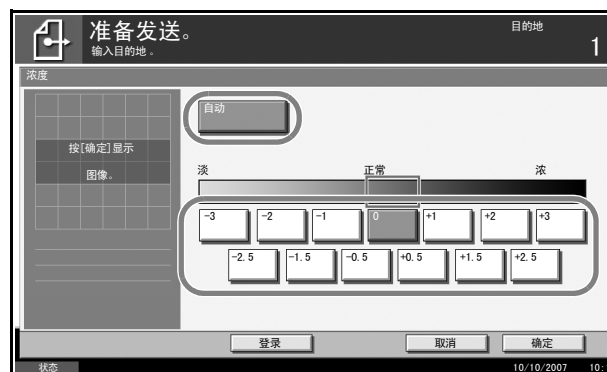 准备发送。
输入目的地。
目的地
1
浓度
自动
按[确定]显示
图像。
淡 正常 浓
-3 -2 -1 0 +1 +2 +3
-2.5 -1.5 -0.5 +0.5 +1.5 +2.5
登录 取消 确定
状态 10/10/2007 10: